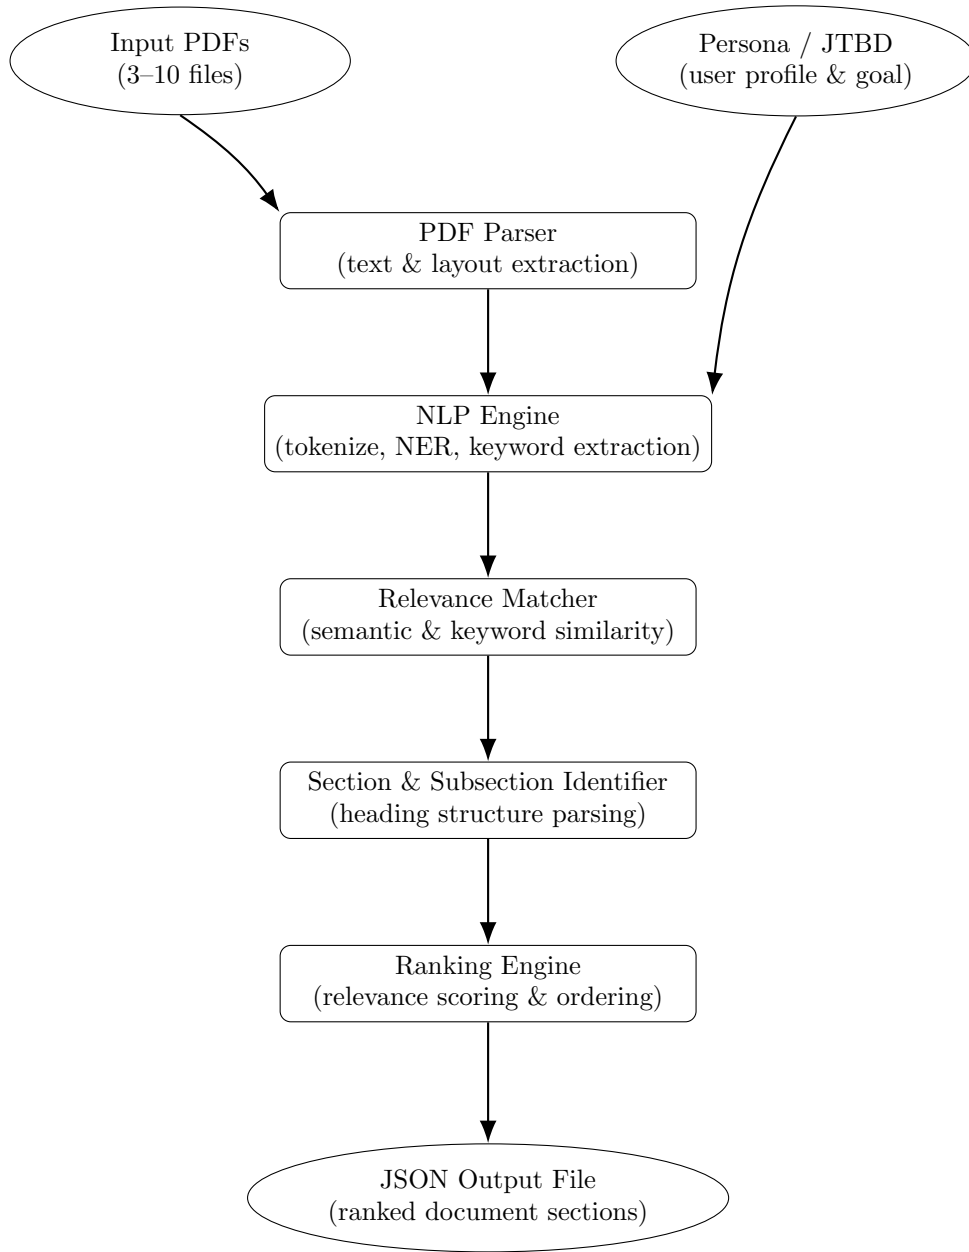 Input PDFs
(3–10 files)
Persona / JTBD
(user profile & goal)
PDF Parser
(text & layout extraction)
NLP Engine
(tokenize, NER, keyword extraction)
Relevance Matcher
(semantic & keyword similarity)
Section & Subsection Identifier
(heading structure parsing)
Ranking Engine
(relevance scoring & ordering)
JSON Output File
(ranked document sections)